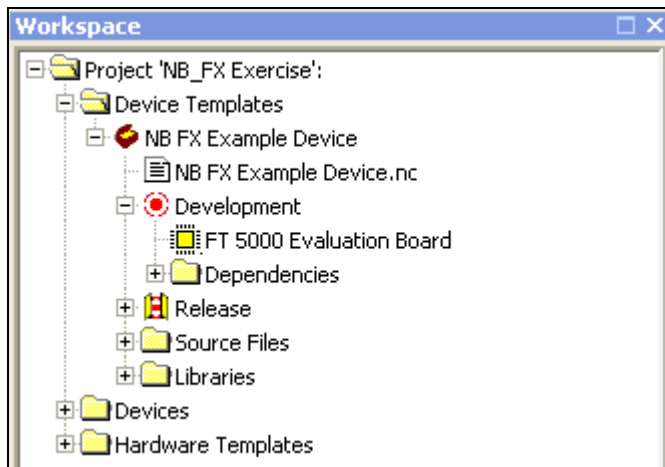 Workspace
Project 'NB_FX Exercise':
Device Templates
NB FX Example Device
NB FX Example Device.nc
Development
FT 5000 Evaluation Board
Dependencies
Release
Source Files
Libraries
Devices
Hardware Templates